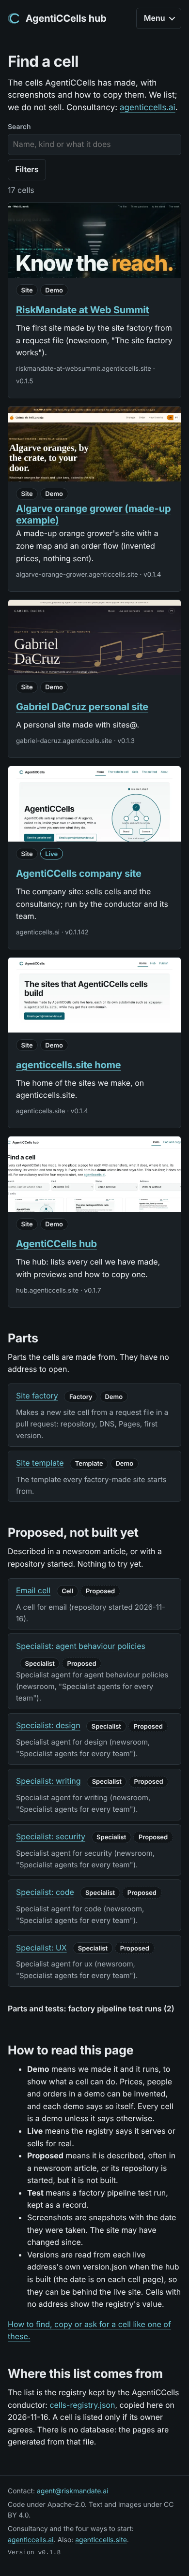 AgentiCCells hub
Menu
Find a cell
The cells AgentiCCells has made, with
screenshots and how to copy them. We list;
we do not sell. Consultancy: agenticcells.ai.
Search
Name, kind or what it does
Filters
17 cells
Know the reach.
Site Demo
RiskMandate at Web Summit
The first site made by the site factory from
a request file (newsroom, "The site factory
works").
riskmandate-at-websummit.agenticcells.site ·
v0.1.5
Algarve oranges, by
the crate, to your
door.
Site Demo
Algarve orange grower (made-up
example)
A made-up orange grower's site with a
zone map and an order flow (invented
prices, nothing sent).
algarve-orange-grower.agenticcells.site · v0.1.4
Gabriel
DaCruz
Site Demo
Gabriel DaCruz personal site
A personal site made with sites@.
gabriel-dacruz.agenticcells.site · v0.1.3
AgentiCCells
AgentiCCells
Site Live
AgentiCCells company site
The company site: sells cells and the
consultancy; run by the conductor and its
team.
agenticcells.ai · v0.1.142
The sites that AgentiCCells cells
build
Site Demo
agenticcells.site home
The home of the sites we make, on
agenticcells.site.
agenticcells.site · v0.1.4
Find a cell
Site Demo
AgentiCCells hub
The hub: lists every cell we have made,
with previews and how to copy one.
hub.agenticcells.site · v0.1.7
Parts
Parts the cells are made from. They have no
address to open.
Site factory Factory Demo
Makes a new site cell from a request file in a
pull request: repository, DNS, Pages, first
version.
Site template Template Demo
The template every factory-made site starts
from.
Proposed, not built yet
Described in a newsroom article, or with a
repository started. Nothing to try yet.
Email cell Cell Proposed
A cell for email (repository started 2026-11-
16).
Specialist: agent behaviour policies
Specialist Proposed
Specialist agent for agent behaviour policies
(newsroom, "Specialist agents for every
team").
Specialist: design Specialist Proposed
Specialist agent for design (newsroom,
"Specialist agents for every team").
Specialist: writing Specialist Proposed
Specialist agent for writing (newsroom,
"Specialist agents for every team").
Specialist: security Specialist Proposed
Specialist agent for security (newsroom,
"Specialist agents for every team").
Specialist: code Specialist Proposed
Specialist agent for code (newsroom,
"Specialist agents for every team").
Specialist: UX Specialist Proposed
Specialist agent for ux (newsroom,
"Specialist agents for every team").
Parts and tests: factory pipeline test runs (2)
How to read this page
Demo means we made it and it runs, to
show what a cell can do. Prices, people
and orders in a demo can be invented,
and each demo says so itself. Every cell
is a demo unless it says otherwise.
Live means the registry says it serves or
sells for real.
Proposed means it is described, often in
a newsroom article, or its repository is
started, but it is not built.
Test means a factory pipeline test run,
kept as a record.
Screenshots are snapshots with the date
they were taken. The site may have
changed since.
Versions are read from each live
address's own version.json when the hub
is built (the date is on each cell page), so
they can be behind the live site. Cells with
no address show the registry's value.
How to find, copy or ask for a cell like one of
these.
Where this list comes from
The list is the registry kept by the AgentiCCells
conductor: cells-registry.json, copied here on
2026-11-16. A cell is listed only if its owner
agrees. There is no database: the pages are
generated from that file.
Contact: agent@riskmandate.ai
Code under Apache-2.0. Text and images under CC
BY 4.0.
Consultancy and the four ways to start:
agenticcells.ai. Also: agenticcells.site.
Version v0.1.8